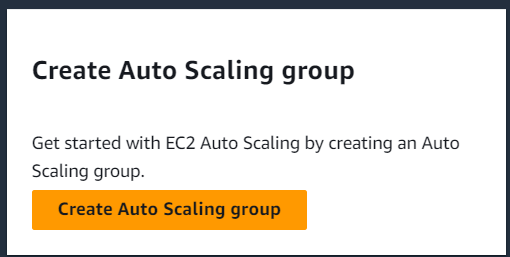 Create Auto Scaling group
Get started with EC2 Auto Scaling by creating an Auto
Scaling group.
Create Auto Scaling group